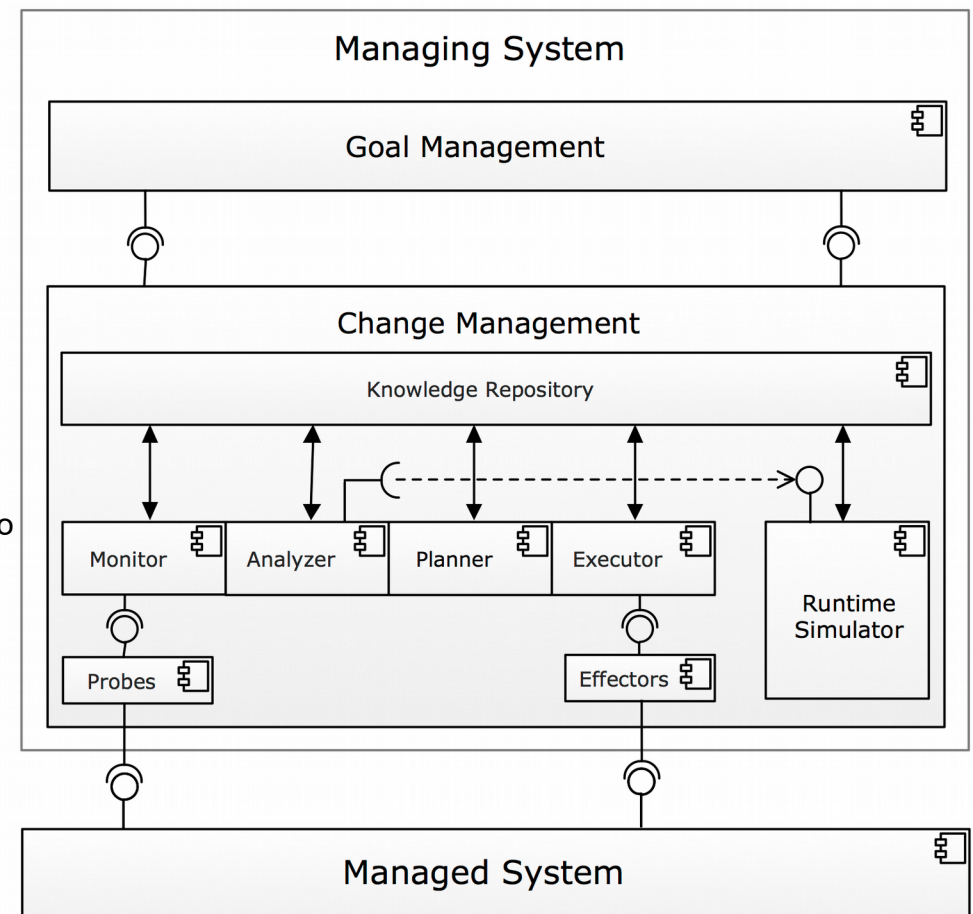 Managing System
Goal Management
Change Management
Knowledge Repository
o
Monitor
Analyzer
Planner
Executor
Runtime
Simulator
Probes
Effectors
Managed System